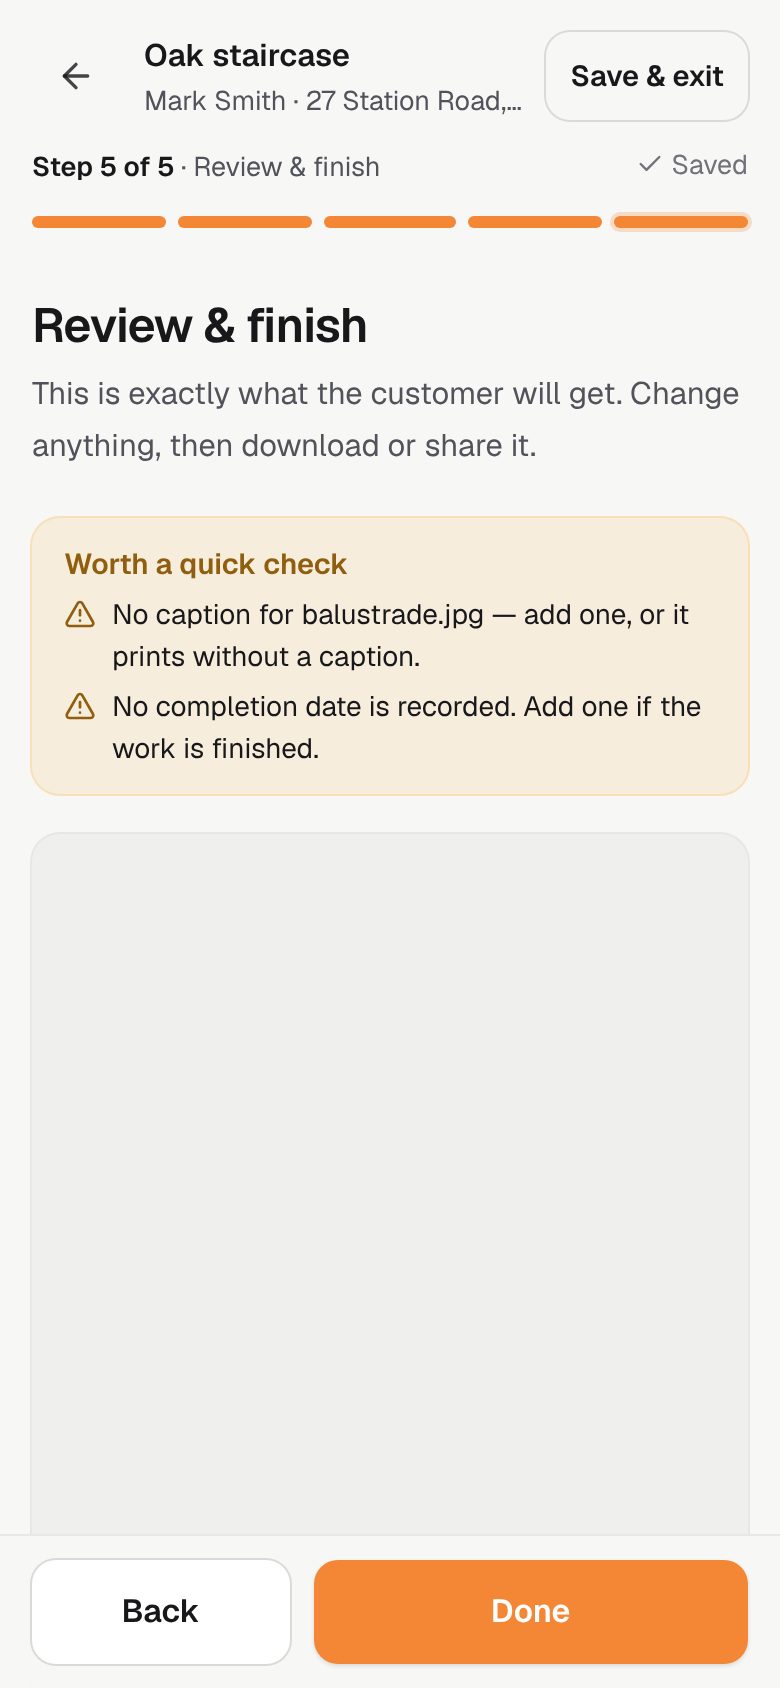 Oak staircase
Mark Smith · 27 Station Road,...
Save & exit
Step 5 of 5 · Review & finish
Saved
Review & finish
This is exactly what the customer will get. Change
anything, then download or share it.
Worth a quick check
No caption for balustrade.jpg — add one, or it
prints without a caption.
No completion date is recorded. Add one if the
work is finished.
Back
Done